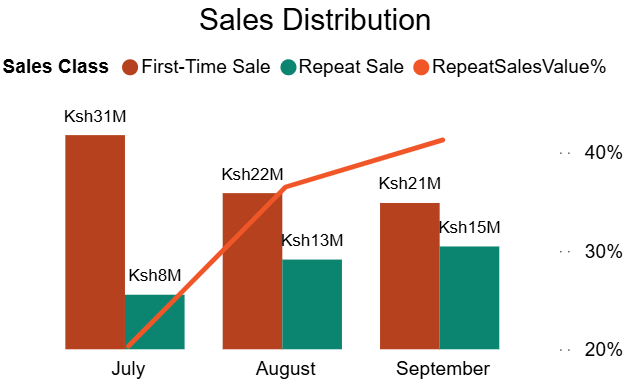 Sales Distribution
Sales Class First-Time Sale Repeat Sale RepeatSalesValue%
Ksh31M
Ksh22M
Ksh21M
Ksh8M
Ksh13M
Ksh15M
40%
30%
20%
July August September